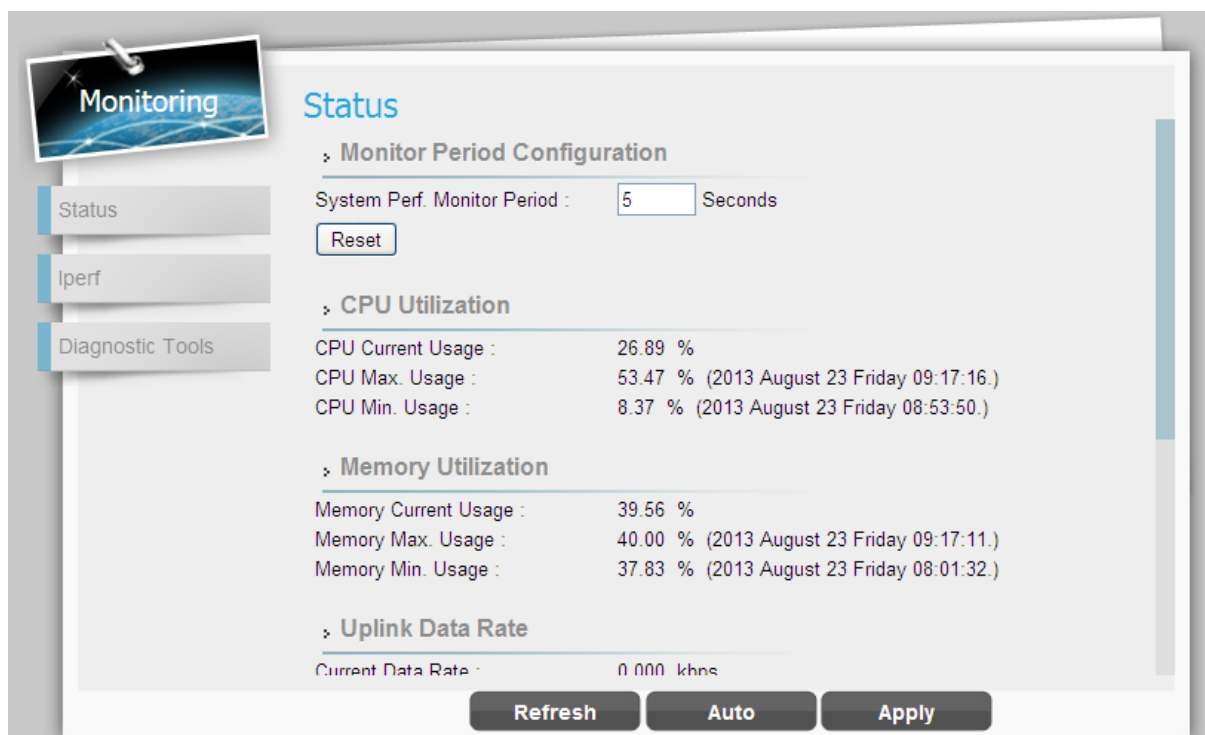 Monitoring
Status
Iperf
Diagnostic Tools
Status
Monitor Period Configuration
System Perf. Monitor Period : 5 Seconds
Reset
CPU Utilization
CPU Current Usage : 26.89 %
CPU Max. Usage : 53.47 % (2013 August 23 Friday 09:17:16.)
CPU Min. Usage : 8.37 % (2013 August 23 Friday 08:53:50.)
Memory Utilization
Memory Current Usage : 39.56 %
Memory Max. Usage : 40.00 % (2013 August 23 Friday 09:17:11.)
Memory Min. Usage : 37.83 % (2013 August 23 Friday 08:01:32.)
Uplink Data Rate
Current Data Rate : 0.000 kbps
Refresh Auto Apply